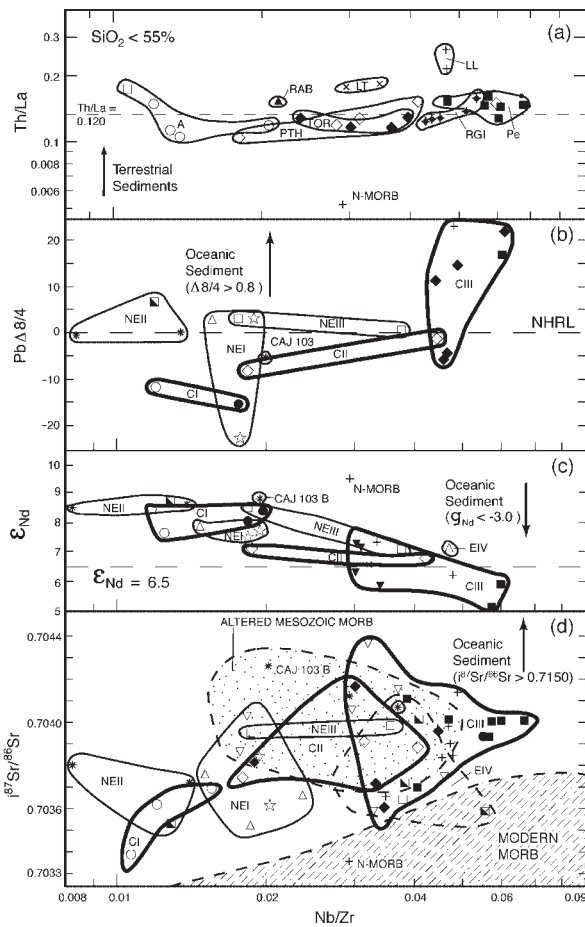 SiO2 < 55%
(a)
LL
0.3
0.2
RAB
LT
Th/La
Th/La =
0.120
A
TOR
PTH
RGI
Pe
0.1
0.008
0.006
Terrestrial
Sediments
N-MORB
(b)
20
10
0
-10
-20
Pb Δ8/4
Oceanic
Sediment
(Δ8/4 > 0.8)
CIII
NEII
NEIII
NHRL
NEI
CAJ 103
CII
CI
(c)
10
9
8
7
6
5
εNd
N-MORB
CAJ 103 B
NEII
CI
NEIII
NEI
CII
Oceanic
Sediment
(gNd < -3.0)
EIV
εNd = 6.5
CIII
(d)
ALTERED MESOZOIC MORB
Oceanic
Sediment
(i87Sr/86Sr > 0.7150)
0.7044
0.7040
0.7036
0.7033
i87Sr/86Sr
CAJ 103 B
NEIII
CII
CIII
NEII
NEI
EIV
CI
MODERN
MORB
N-MORB
0.008
0.01
0.02
0.03
0.04
0.06
0.09
Nb/Zr